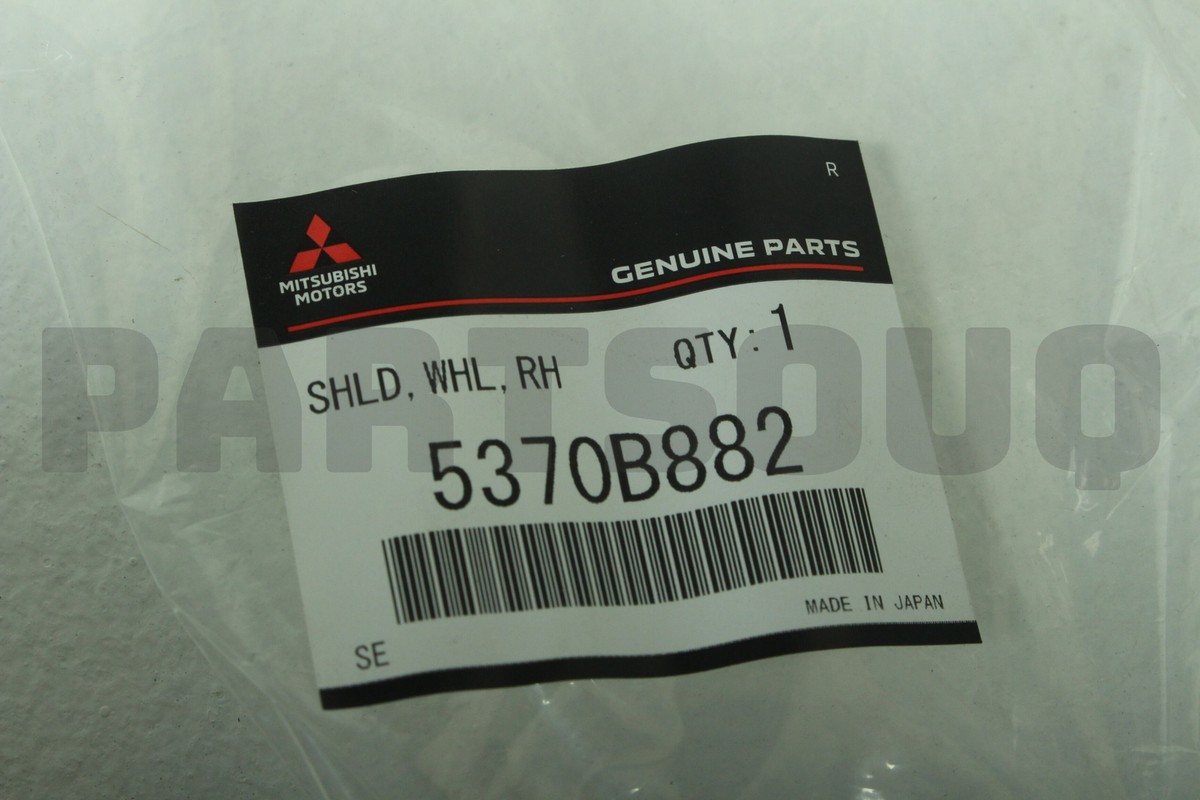 R
MITSUBISHI
MOTORS
GENUINE PARTS
SHLD, WHL, RH
QTY: 1
5370B882
MADE IN JAPAN
SE
PARTSOUQ